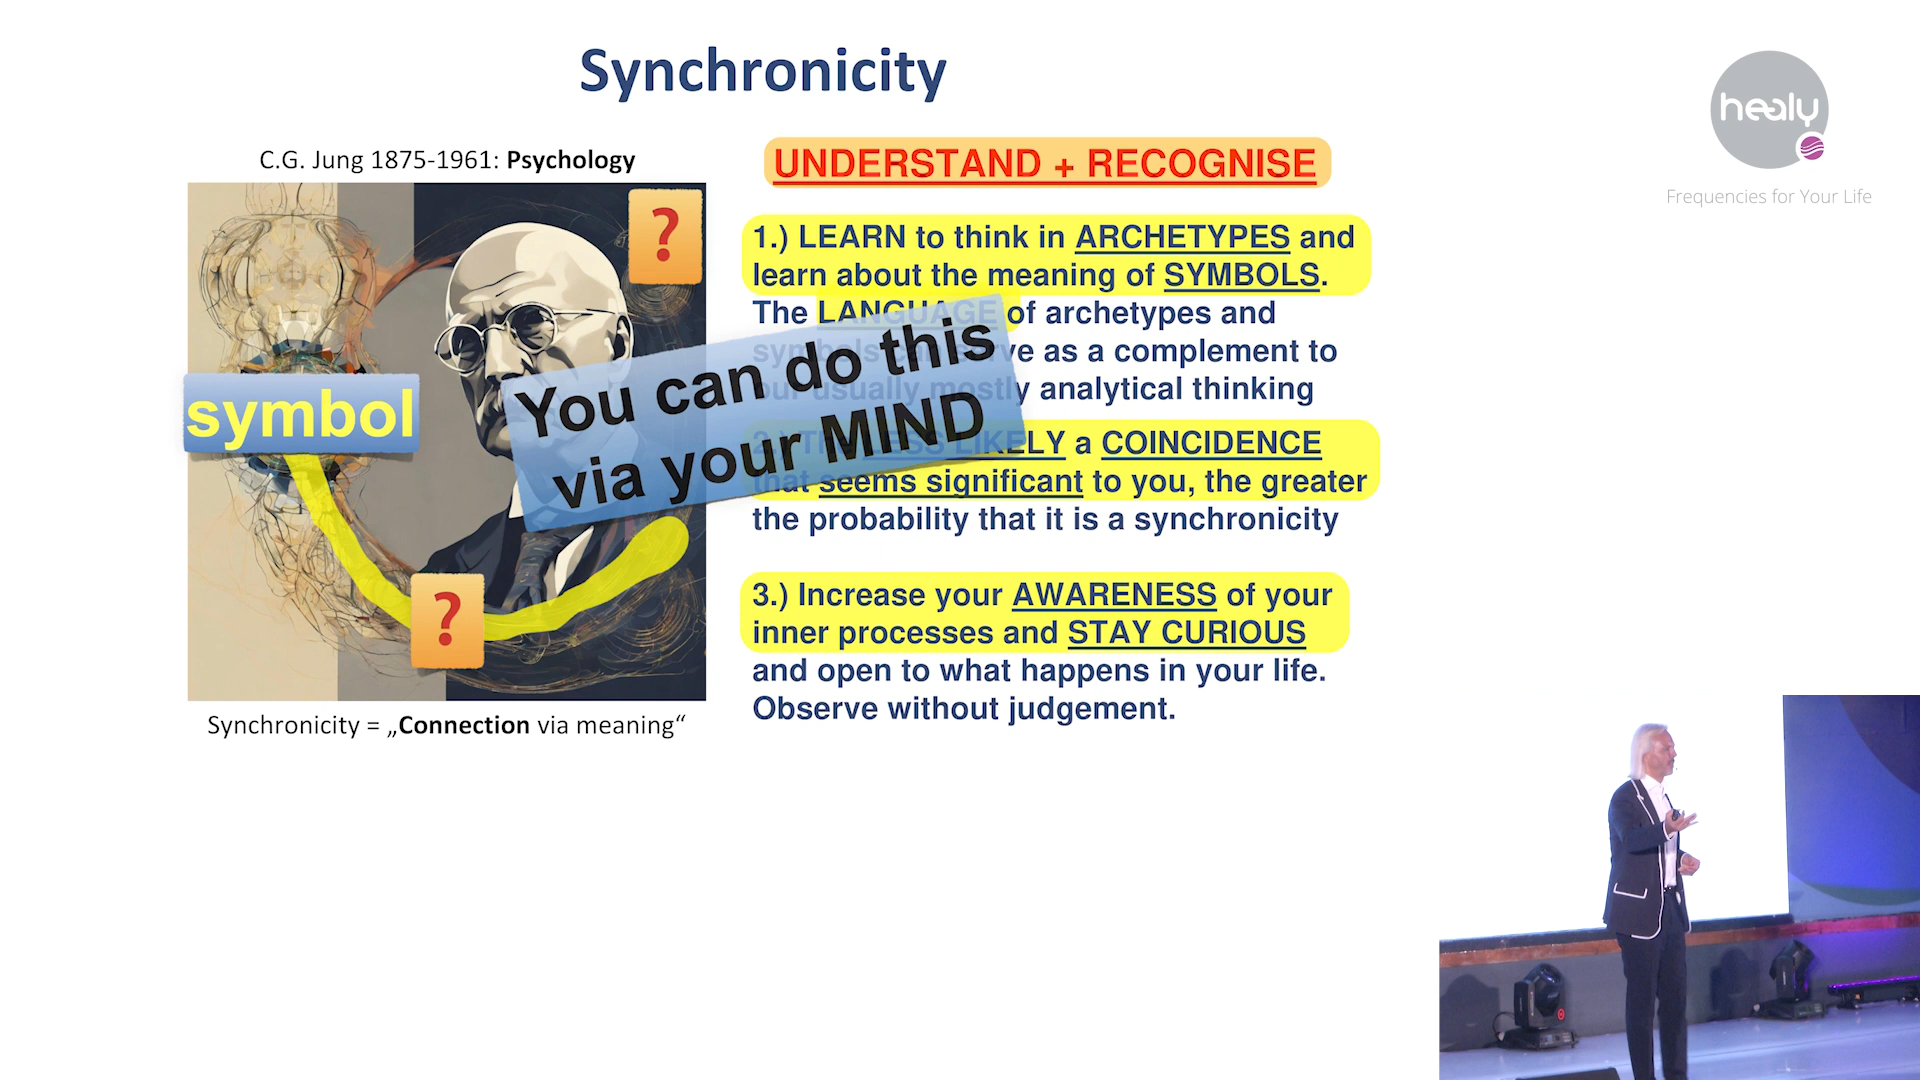 Synchronicity
healy
Frequencies for Your Life
C.G. Jung 1875-1961: Psychology
?
symbol
You can do this
via your MIND
?
Synchronicity = „Connection via meaning“
UNDERSTAND + RECOGNISE
1.) LEARN to think in ARCHETYPES and
learn about the meaning of SYMBOLS.
The LANGUAGE of archetypes and
symbols can serve as a complement to
our usually mostly analytical thinking
2.) The LESS LIKELY a COINCIDENCE
that seems significant to you, the greater
the probability that it is a synchronicity
3.) Increase your AWARENESS of your
inner processes and STAY CURIOUS
and open to what happens in your life.
Observe without judgement.